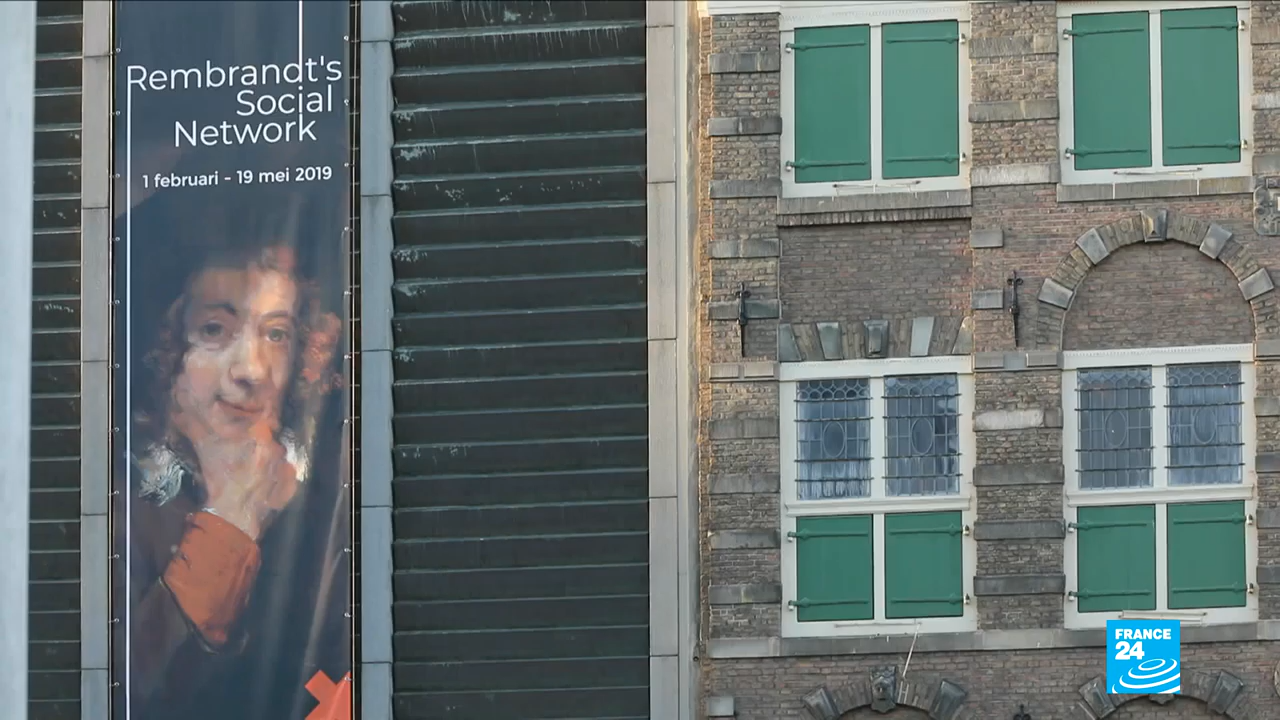 Rembrandt's
Social
Network
1 februari - 19 mei 2019
FRANCE
24